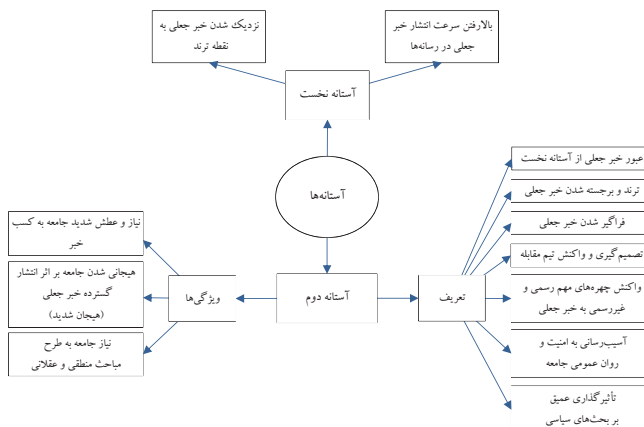 نزدیک شدن خبر جعلی به
نقطه ترند
بالارفتن سرعت انتشار خبر
جعلی در رسانه‌ها
آستانه نخست
آستانه‌ها
آستانه دوم
تعریف
عبور خبر جعلی از آستانه نخست
ترند و برجسته شدن خبر جعلی
فراگیر شدن خبر جعلی
تصمیم‌گیری و واکنش تیم مقابله
واکنش چهره‌های مهم رسمی و
غیررسمی به خبر جعلی
آسیب‌رسانی به امنیت و
روان عمومی جامعه
تأثیرگذاری عمیق
بر بحث‌های سیاسی
ویژگی‌ها
نیاز و عطش شدید جامعه به کسب
خبر
هیجانی شدن جامعه بر اثر انتشار
گسترده خبر جعلی
(هیجان شدید)
نیاز جامعه به طرح
مباحث منطقی و عقلانی